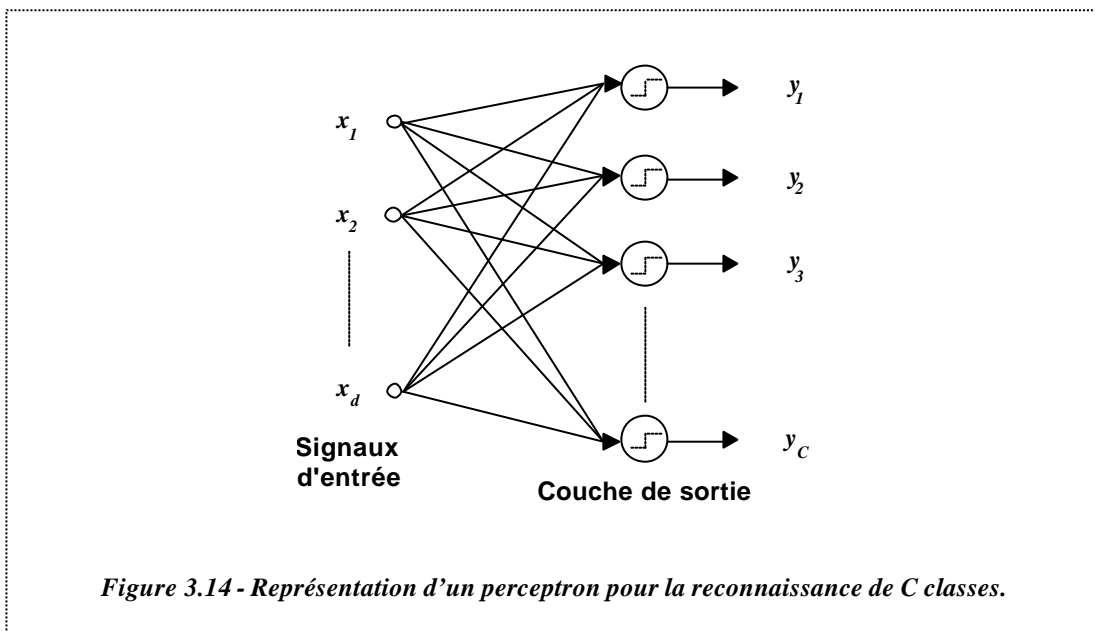 x1
x2
xd
y1
y2
y3
yC
Signaux
d'entrée
Couche de sortie
Figure 3.14 - Représentation d’un perceptron pour la reconnaissance de C classes.